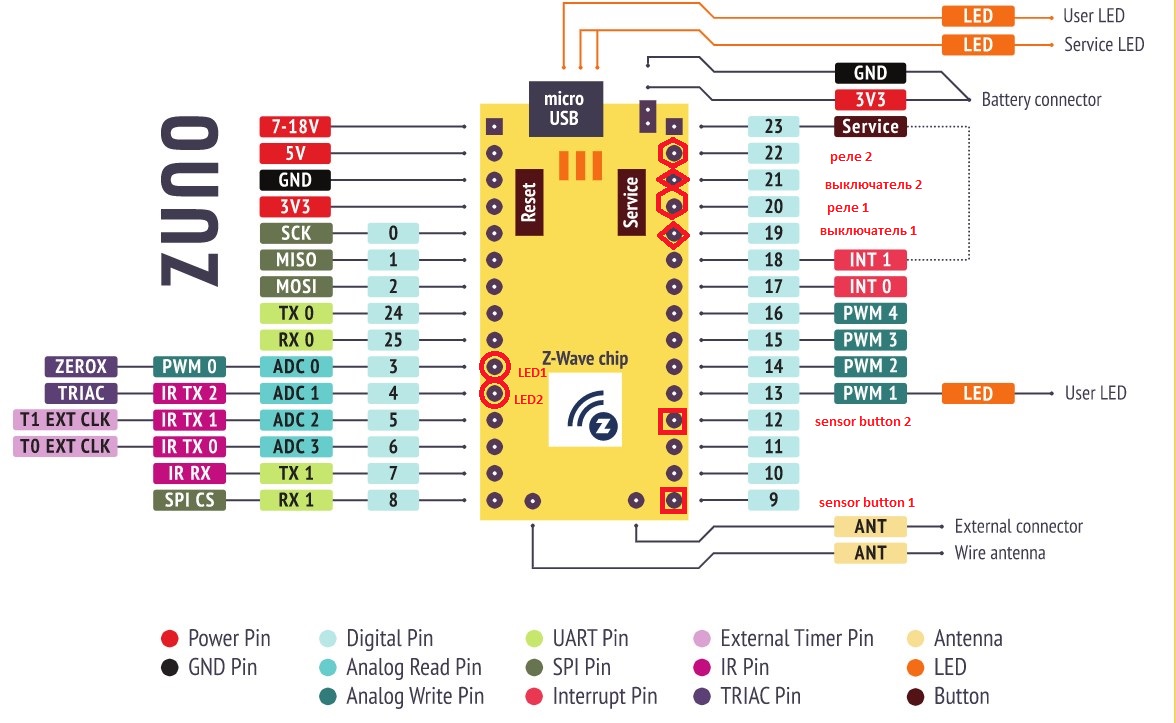 LED User LED
LED Service LED
GND
3V3 Battery connector
micro
USB
ZUNO
7-18V 23 Service
5V 22 реле 2
GND 21 выключатель 2
3V3 20 реле 1
Reset Service
SCK 0 19 выключатель 1
MISO 1 18 INT 1
MOSI 2 17 INT 0
TX 0 24 16 PWM 4
RX 0 25 15 PWM 3
Z-Wave chip
ZEROX PWM 0 ADC 0 3 LED1 14 PWM 2
TRIAC IR TX 2 ADC 1 4 LED2 13 PWM 1 LED User LED
T1 EXT CLK IR TX 1 ADC 2 5 12 sensor button 2
Z
T0 EXT CLK IR TX 0 ADC 3 6 11
IR RX TX 1 7 10
SPI CS RX 1 8 9 sensor button 1
ANT External connector
ANT Wire antenna
Power Pin Digital Pin UART Pin External Timer Pin Antenna
GND Pin Analog Read Pin SPI Pin IR Pin LED
Analog Write Pin Interrupt Pin TRIAC Pin Button